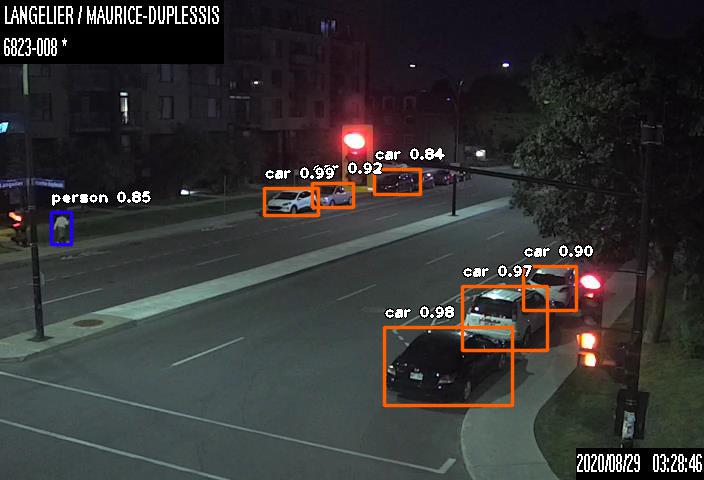 LANGELIER / MAURICE-DUPLESSIS
6823-008 *
car 0.84
car 0.99
0.92
person 0.85
car 0.90
car 0.97
car 0.98
2020/08/29 03:28:46